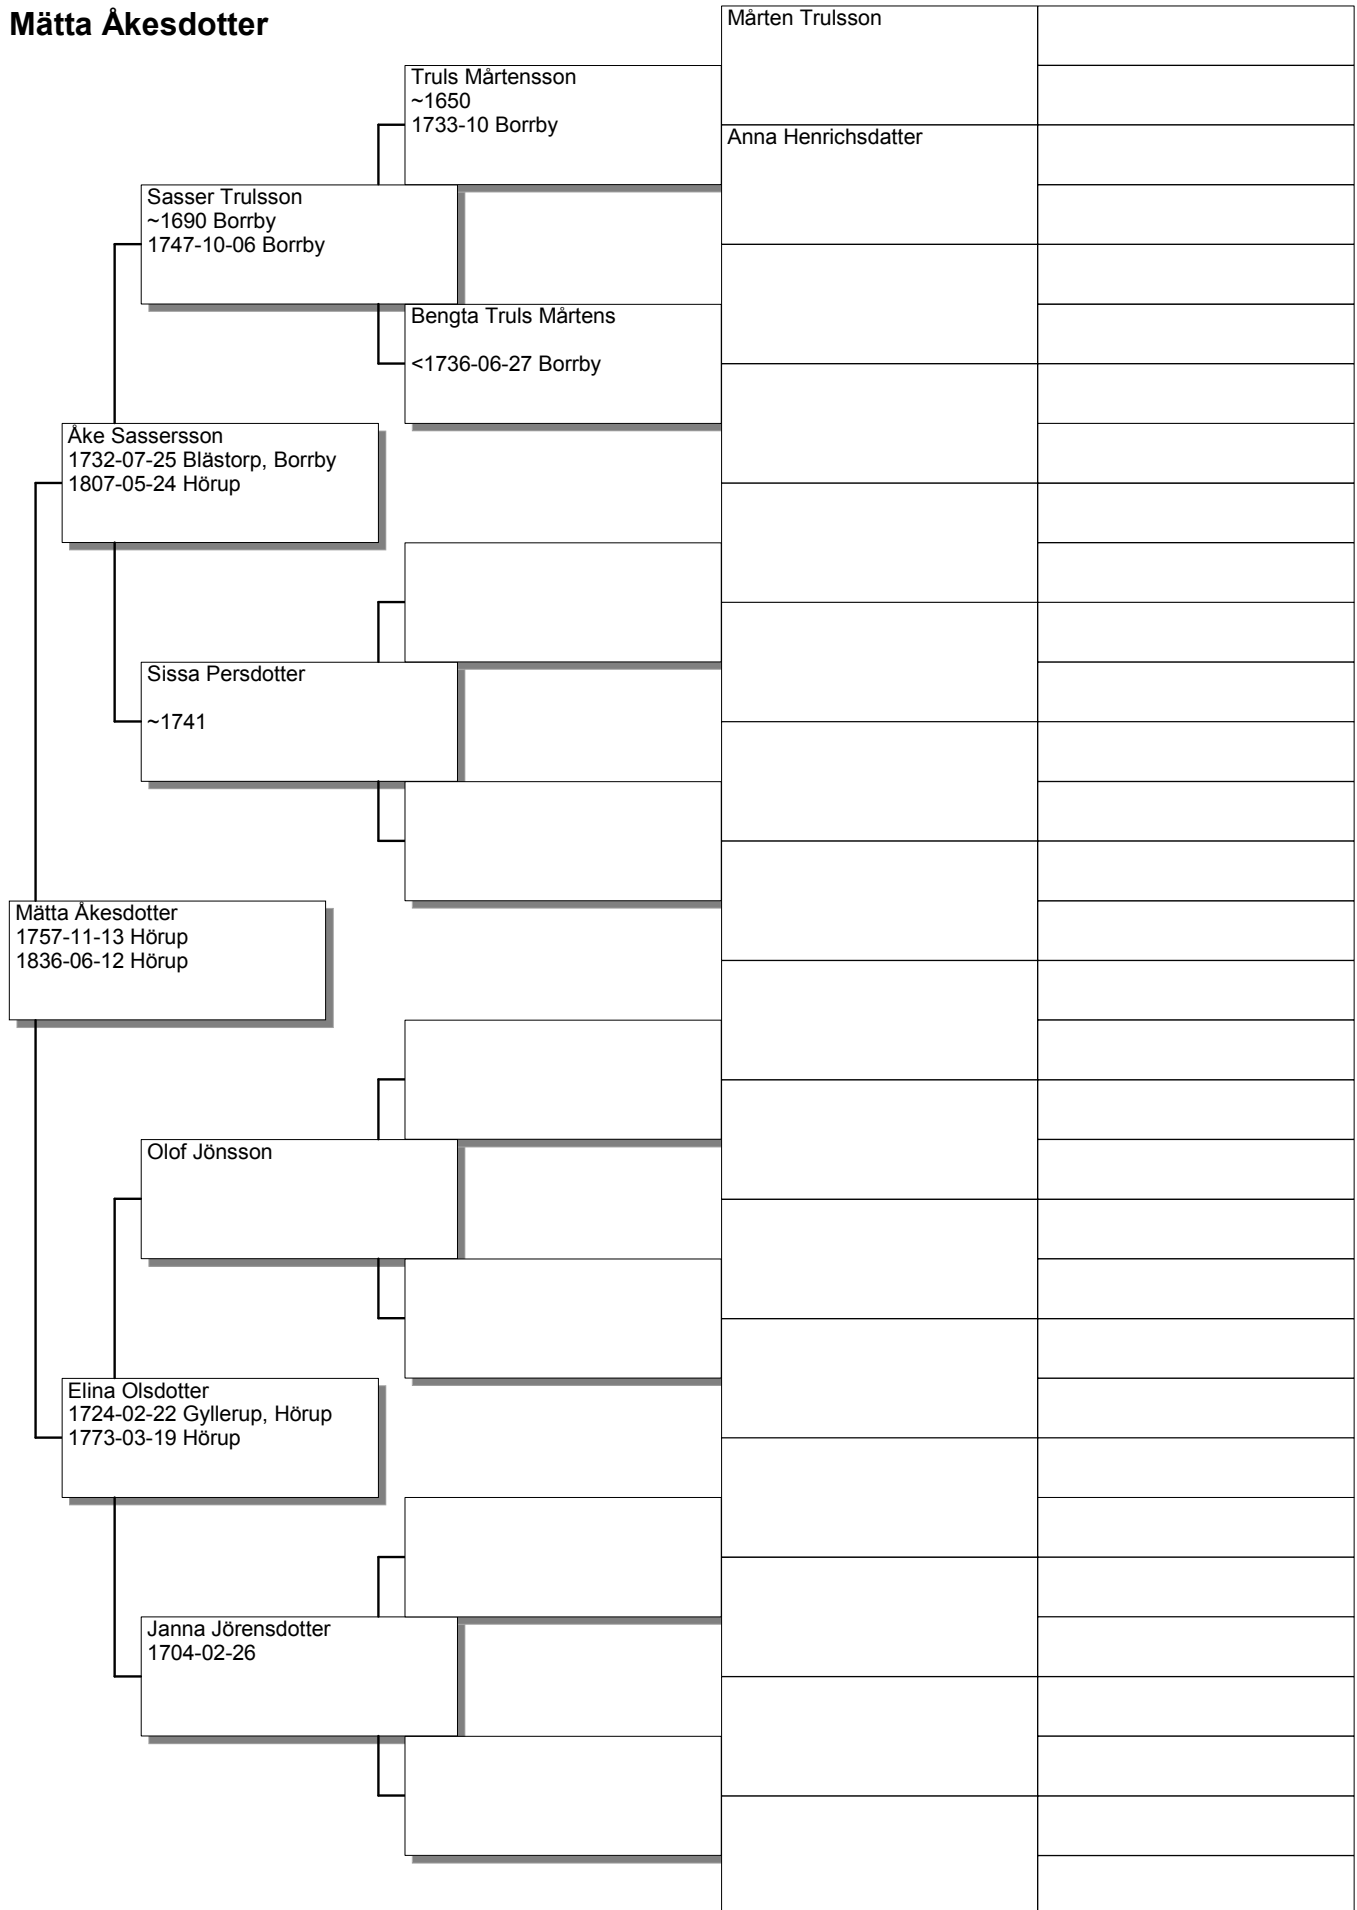 Mätta Åkesdotter
Mårten Trulsson
Truls Mårtensson
~1650
1733-10 Borrby
Anna Henrichsdatter
Sasser Trulsson
~1690 Borrby
1747-10-06 Borrby
Bengta Truls Mårtens
<1736-06-27 Borrby
Åke Sassersson
1732-07-25 Blästorp, Borrby
1807-05-24 Hörup
Sissa Persdotter
~1741
Mätta Åkesdotter
1757-11-13 Hörup
1836-06-12 Hörup
Olof Jönsson
Elina Olsdotter
1724-02-22 Gyllerup, Hörup
1773-03-19 Hörup
Janna Jörensdotter
1704-02-26